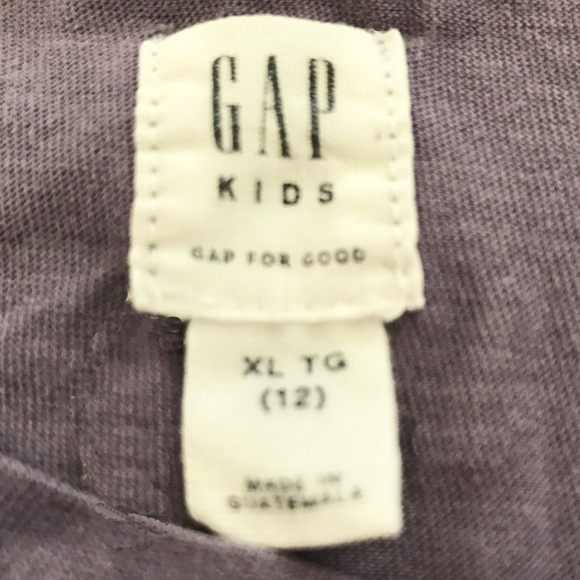 GAP
KIDS
GAP FOR GOOD
XL TG
(12)
MADE IN
GUATEMALA